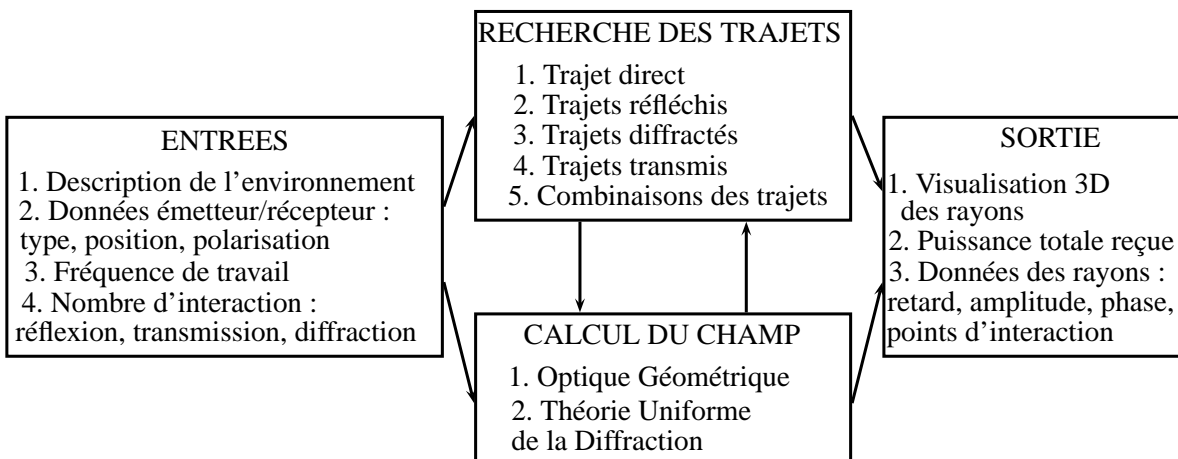 ENTREES
1. Description de l’environnement
2. Données émetteur/récepteur :
type, position, polarisation
3. Fréquence de travail
4. Nombre d’interaction :
réflexion, transmission, diffraction
RECHERCHE DES TRAJETS
1. Trajet direct
2. Trajets réfléchis
3. Trajets diffractés
4. Trajets transmis
5. Combinaisons des trajets
CALCUL DU CHAMP
1. Optique Géométrique
2. Théorie Uniforme
de la Diffraction
SORTIE
1. Visualisation 3D
des rayons
2. Puissance totale reçue
3. Données des rayons :
retard, amplitude, phase,
points d’interaction